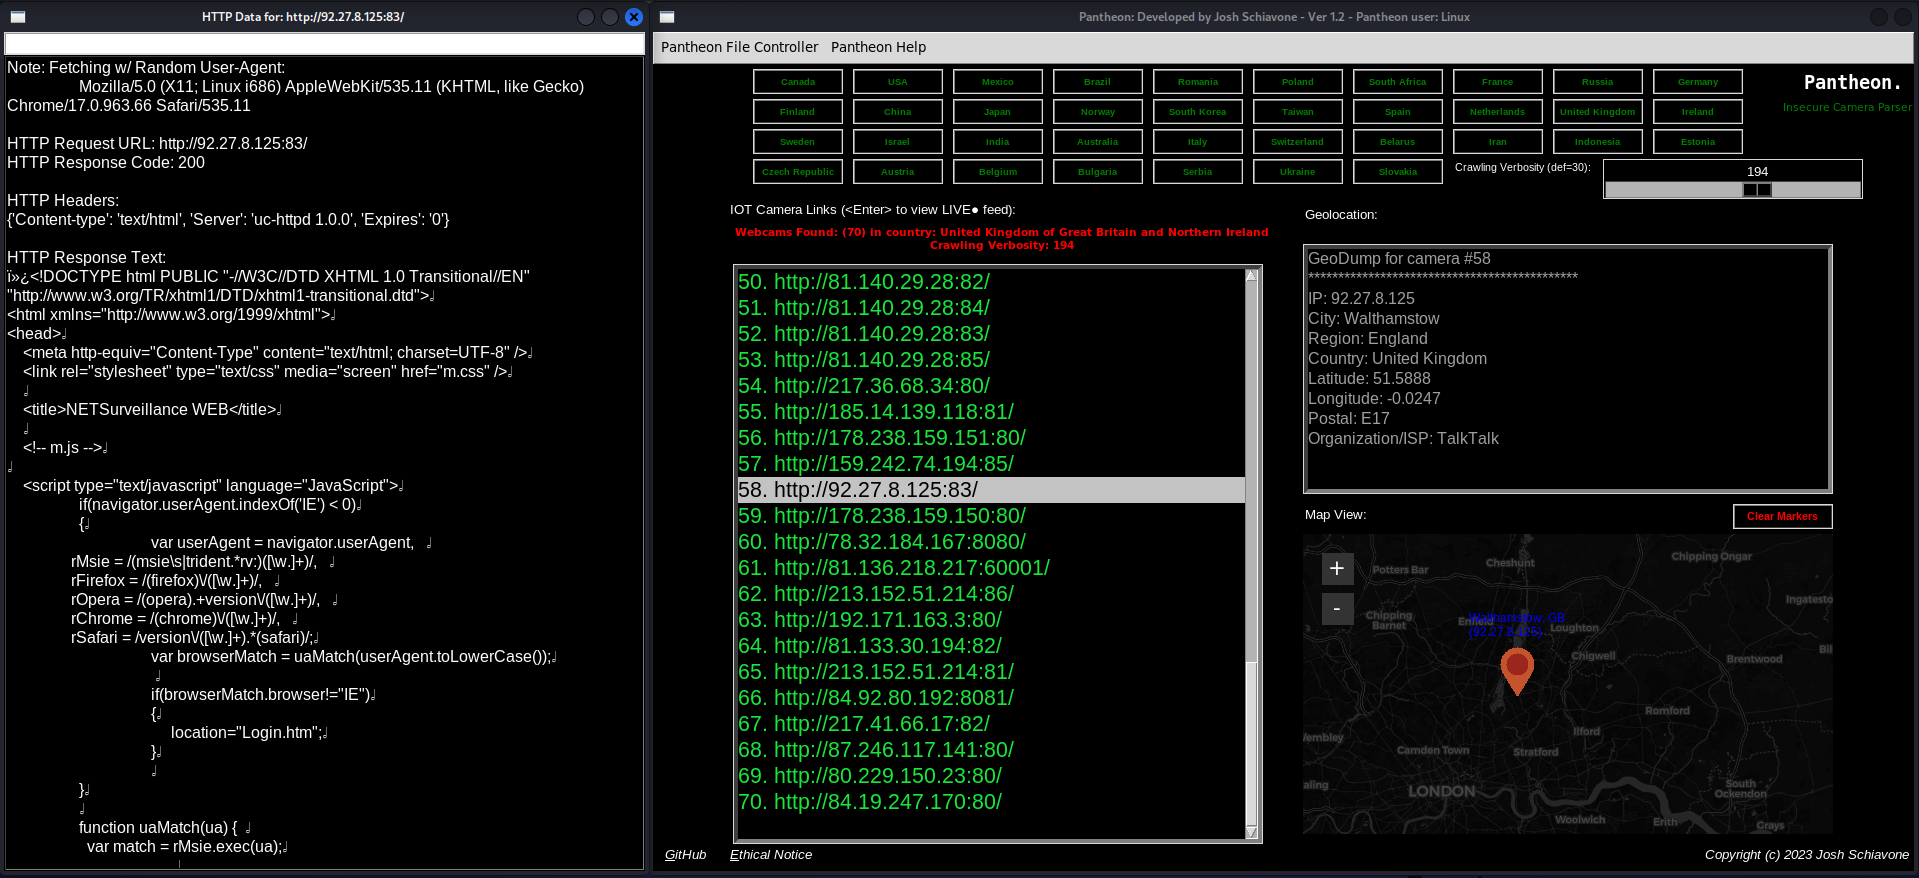 HTTP Data for: http://92.27.8.125:83/
Note: Fetching w/ Random User-Agent:
Mozilla/5.0 (X11; Linux i686) AppleWebKit/535.11 (KHTML, like Gecko)
Chrome/17.0.963.66 Safari/535.11
HTTP Request URL: http://92.27.8.125:83/
HTTP Response Code: 200
HTTP Headers:
{'Content-type': 'text/html', 'Server': 'uc-httpd 1.0.0', 'Expires': '0'}
HTTP Response Text:
ï»¿<!DOCTYPE html PUBLIC "-//W3C//DTD XHTML 1.0 Transitional//EN"
"http://www.w3.org/TR/xhtml1/DTD/xhtml1-transitional.dtd">
<html xmlns="http://www.w3.org/1999/xhtml">
<head>
<meta http-equiv="Content-Type" content="text/html; charset=UTF-8" />
<link rel="stylesheet" type="text/css" media="screen" href="m.css" />
<title>NETSurveillance WEB</title>
<!-- m.js -->
<script type="text/javascript" language="JavaScript">
if(navigator.userAgent.indexOf('IE') < 0)
{
var userAgent = navigator.userAgent,
rMsie = /(msie\s|trident.*rv:)([\w.]+)/,
rFirefox = /(firefox)\/([\w.]+)/,
rOpera = /(opera).+version\/([\w.]+)/,
rChrome = /(chrome)\/([\w.]+)/,
rSafari = /version\/([\w.]+).*(safari)/;
var browserMatch = uaMatch(userAgent.toLowerCase());
if(browserMatch.browser!="IE")
{
location="Login.htm";
}
}
function uaMatch(ua) {
var match = rMsie.exec(ua);
Pantheon: Developed by Josh Schiavone - Ver 1.2 - Pantheon user: Linux
Pantheon File Controller Pantheon Help
Canada USA Mexico Brazil Romania Poland South Africa France Russia Germany
Finland China Japan Norway South Korea Taiwan Spain Netherlands United Kingdom Ireland
Sweden Israel India Australia Italy Switzerland Belarus Iran Indonesia Estonia
Czech Republic Austria Belgium Bulgaria Serbia Ukraine Slovakia
Pantheon.
Insecure Camera Parser
Crawling Verbosity (def=30):
194
IOT Camera Links (<Enter> to view LIVE● feed):
Webcams Found: (70) in country: United Kingdom of Great Britain and Northern Ireland
Crawling Verbosity: 194
50. http://81.140.29.28:82/
51. http://81.140.29.28:84/
52. http://81.140.29.28:83/
53. http://81.140.29.28:85/
54. http://217.36.68.34:80/
55. http://185.14.139.118:81/
56. http://178.238.159.151:80/
57. http://159.242.74.194:85/
58. http://92.27.8.125:83/
59. http://178.238.159.150:80/
60. http://78.32.184.167:8080/
61. http://81.136.218.217:60001/
62. http://213.152.51.214:86/
63. http://192.171.163.3:80/
64. http://81.133.30.194:82/
65. http://213.152.51.214:81/
66. http://84.92.80.192:8081/
67. http://217.41.66.17:82/
68. http://87.246.117.141:80/
69. http://80.229.150.23:80/
70. http://84.19.247.170:80/
Geolocation:
GeoDump for camera #58
*********************************************
IP: 92.27.8.125
City: Walthamstow
Region: England
Country: United Kingdom
Latitude: 51.5888
Longitude: -0.0247
Postal: E17
Organization/ISP: TalkTalk
Map View:
Clear Markers
+
-
Chipping Ongar
Cheshunt
Potters Bar
Ingatesto
Chipping
Barnet
Enfield
Walthamstow, GB
(92.27.8.125)
Loughton
Chigwell
Bil
Brentwood
Romford
Wembley
Ilford
Camden Town
Stratford
aling
LONDON
South
Ockendon
Woolwich
Erith
Grays
GitHub
Ethical Notice
Copyright (c) 2023 Josh Schiavone